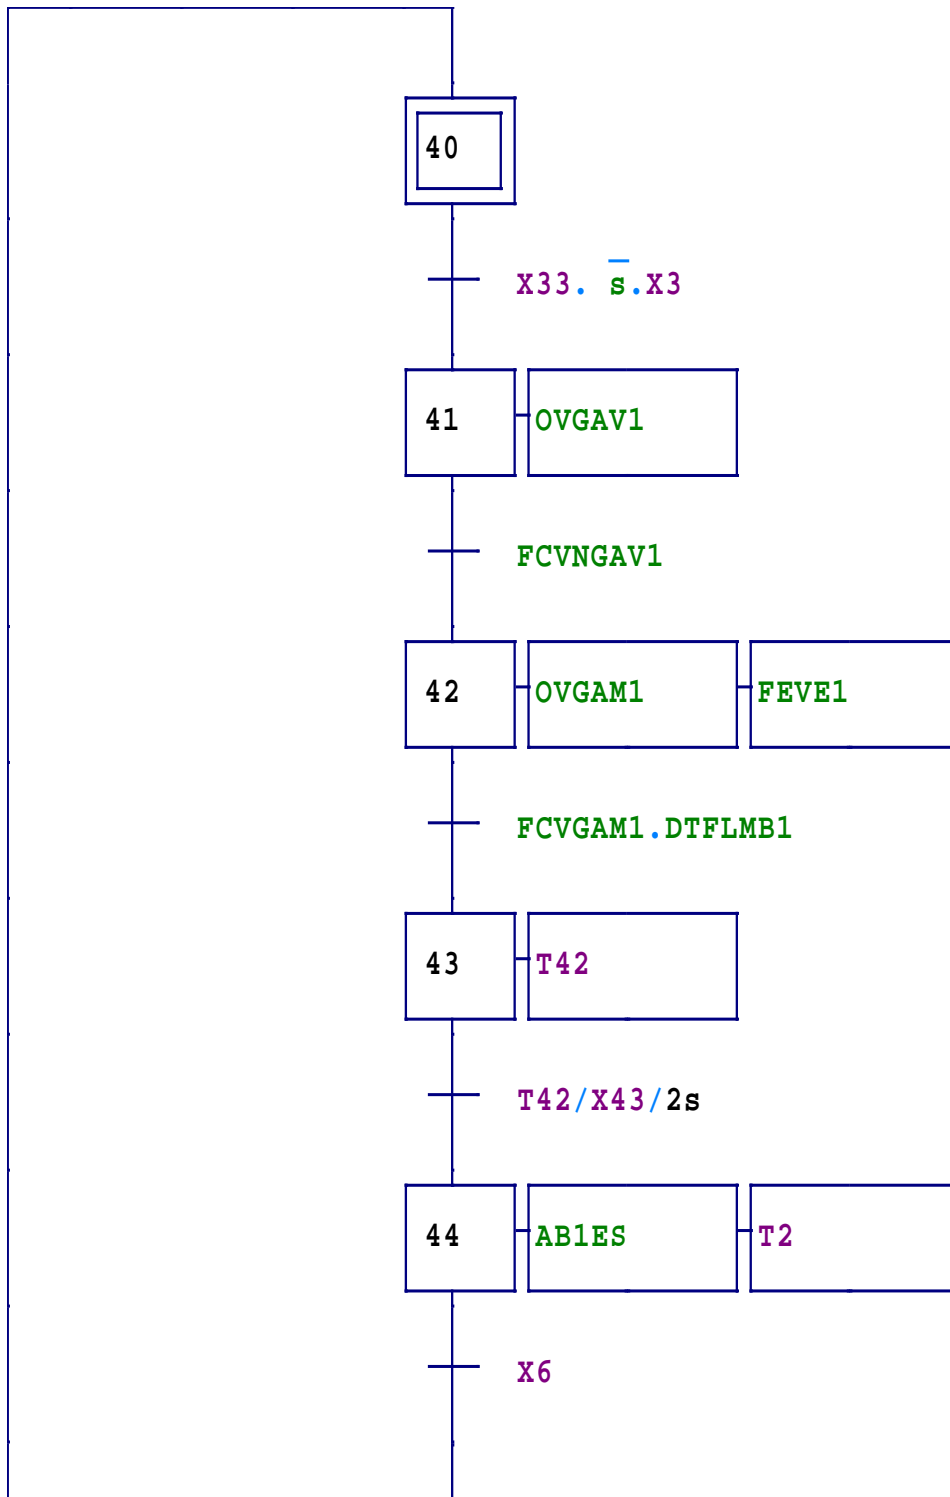 40
X33. s̅.X3
41 OVGAV1
FCVNGAV1
42 OVGAM1 FEVE1
FCVGAM1.DTFLMB1
43 T42
T42/X43/2s
44 AB1ES T2
X6